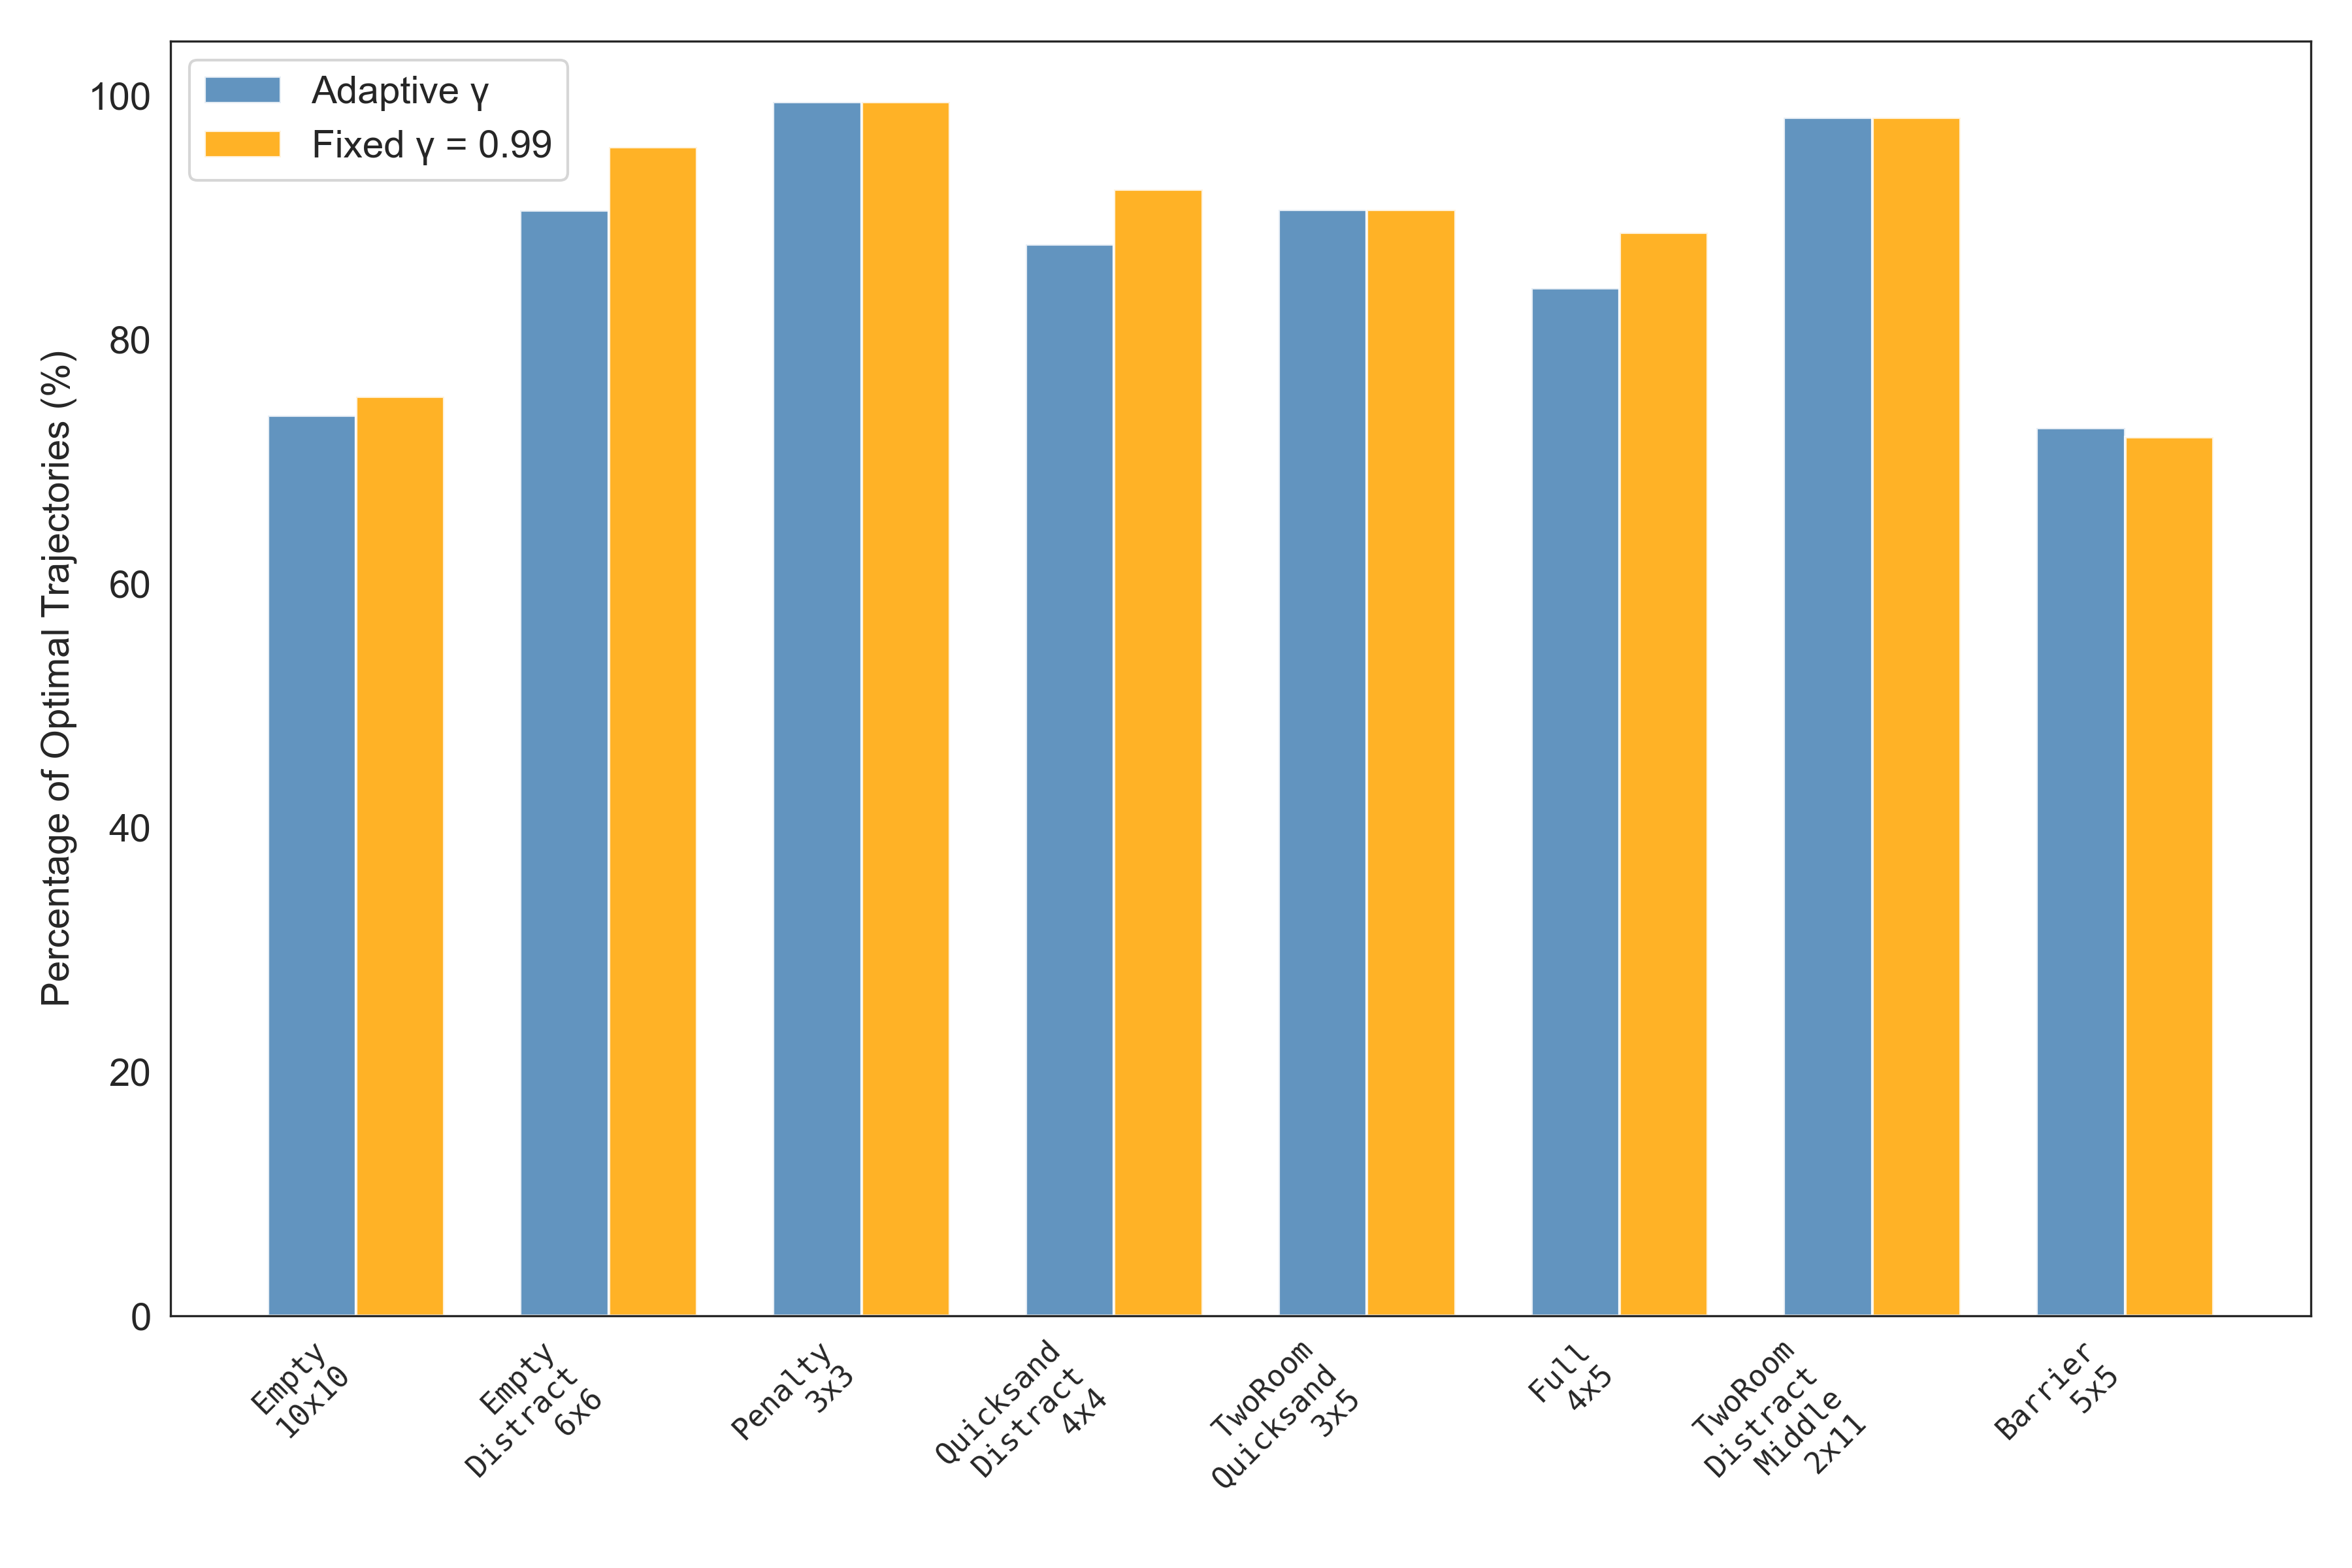 Adaptive γ
Fixed γ = 0.99
Percentage of Optimal Trajectories (%)
100
80
60
40
20
0
Empty
10x10
Empty
Distract
6x6
Penalty
3x3
Quicksand
Distract
4x4
TwoRoom
Quicksand
3x5
Full
4x5
TwoRoom
Distract
Middle
2x11
Barrier
5x5